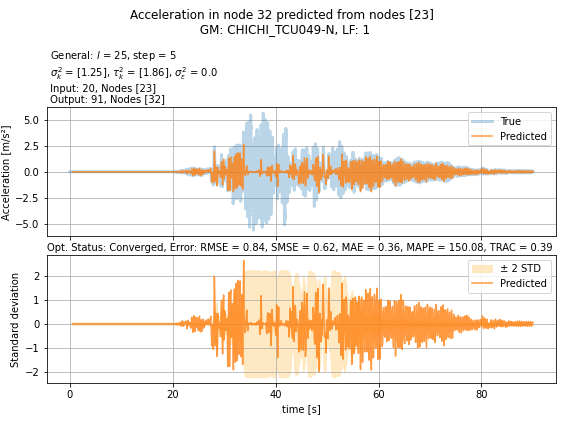 Acceleration in node 32 predicted from nodes [23]
GM: CHICHI_TCU049-N, LF: 1
General: l = 25, step = 5
σ²ₖ = [1.25], τ²ₖ = [1.86], σ²ε = 0.0
Input: 20, Nodes [23]
Output: 91, Nodes [32]
Acceleration [m/s²]
5.0
2.5
0.0
−2.5
−5.0
True
Predicted
Opt. Status: Converged, Error: RMSE = 0.84, SMSE = 0.62, MAE = 0.36, MAPE = 150.08, TRAC = 0.39
Standard deviation
2
1
0
−1
−2
± 2 STD
Predicted
0 20 40 60 80
time [s]